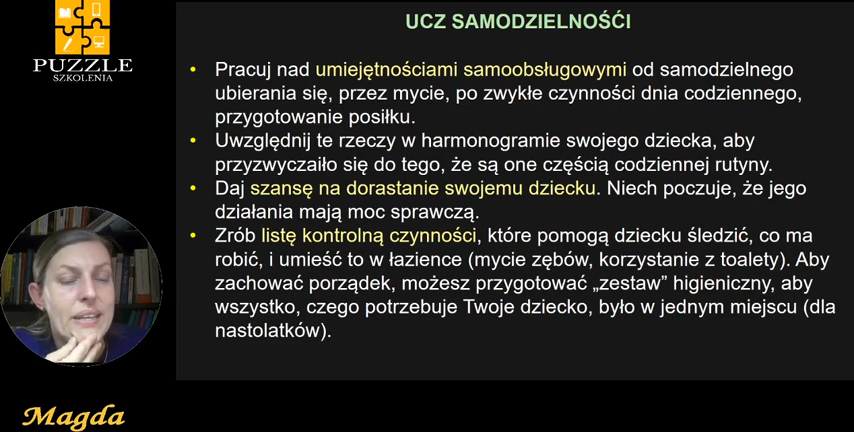 PUZZLE
SZKOLENIA
UCZ SAMODZIELNOŚĆI
• Pracuj nad umiejętnościami samoobsługowymi od samodzielnego
ubierania się, przez mycie, po zwykłe czynności dnia codziennego,
przygotowanie posiłku.
• Uwzględnij te rzeczy w harmonogramie swojego dziecka, aby
przyzwyczaiło się do tego, że są one częścią codziennej rutyny.
• Daj szansę na dorastanie swojemu dziecku. Niech poczuje, że jego
działania mają moc sprawczą.
• Zrób listę kontrolną czynności, które pomogą dziecku śledzić, co ma
robić, i umieść to w łazience (mycie zębów, korzystanie z toalety). Aby
zachować porządek, możesz przygotować „zestaw” higieniczny, aby
wszystko, czego potrzebuje Twoje dziecko, było w jednym miejscu (dla
nastolatków).
Magda